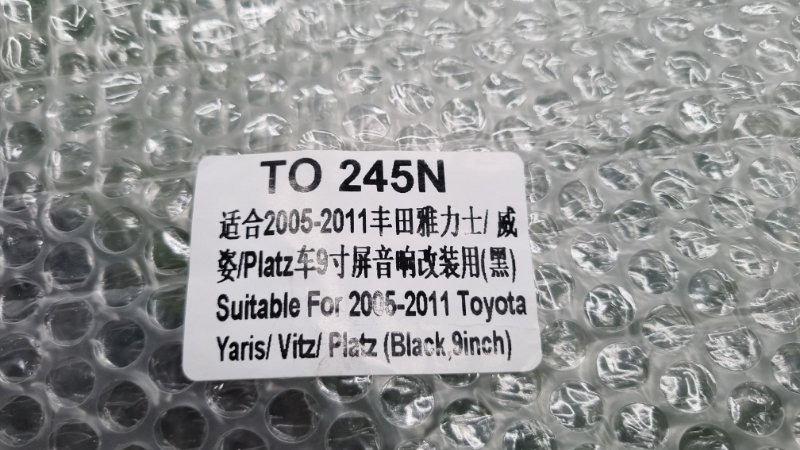 TO 245N
适合2005-2011丰田雅力士/ 威
姿/Platz车9寸屏音响改装用(黑)
Suitable For 2005-2011 Toyota
Yaris/ Vitz/ Platz (Black,9inch)